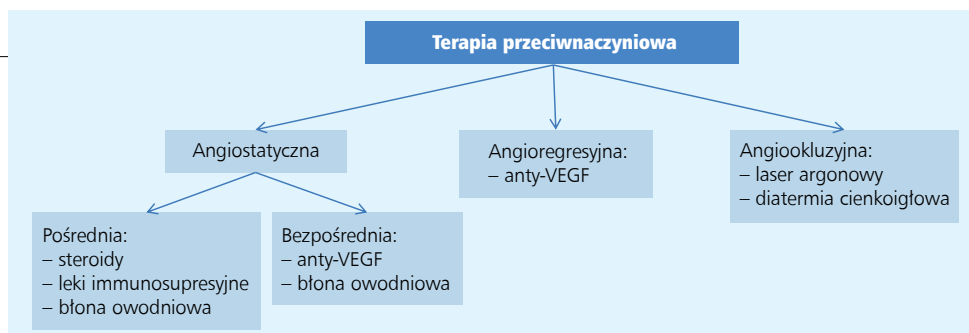 Terapia przeciwnaczyniowa
Angiostatyczna
Angioregresyjna:
– anty-VEGF
Angiookluzyjna:
– laser argonowy
– diatermia cienkoigłowa
Pośrednia:
– steroidy
– leki immunosupresyjne
– błona owodniowa
Bezpośrednia:
– anty-VEGF
– błona owodniowa